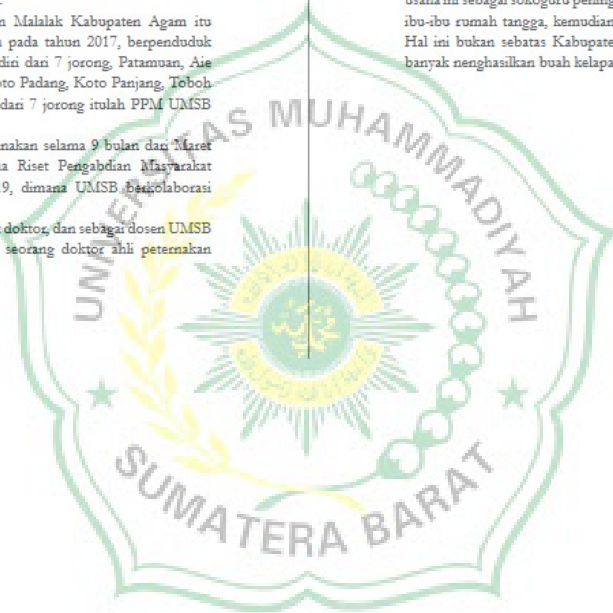 n Malalak Kabupaten Agam itu
a pada tahun 2017, berpenduduk
diri dari 7 jorong, Patamuan, Aie
oto Padang, Koto Panjang, Toboh
dari 7 jorong itulah PPM UMSB
nakan selama 9 bulan dari Maret
na Riset Pengabdian Masyarakat
19, dimana UMSB berkolaborasi
doktor, dan sebagai dosen UMSB
seorang doktor ahli peternakan
usaha ini sebagai sokoguru pening
ibu-ibu rumah tangga, kemudian
Hal ini bukan sebatas Kabupate
banyak nenghasilkan buah kelapa
UNIVERSITAS MUHAMMADIYAH
SUMATERA BARAT